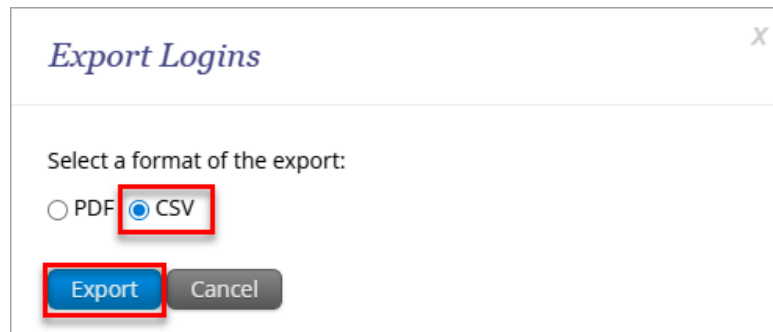 Export Logins
X
Select a format of the export:
PDF CSV
Export Cancel